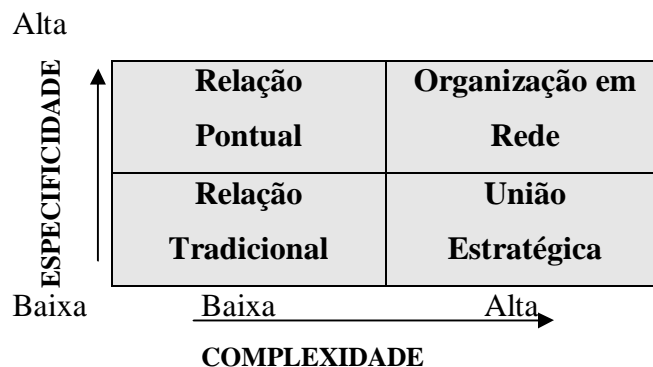 Alta
ESPECIFICIDADE
Relação
Pontual
Organização em
Rede
Relação
Tradicional
União
Estratégica
Baixa
Baixa
Alta
COMPLEXIDADE